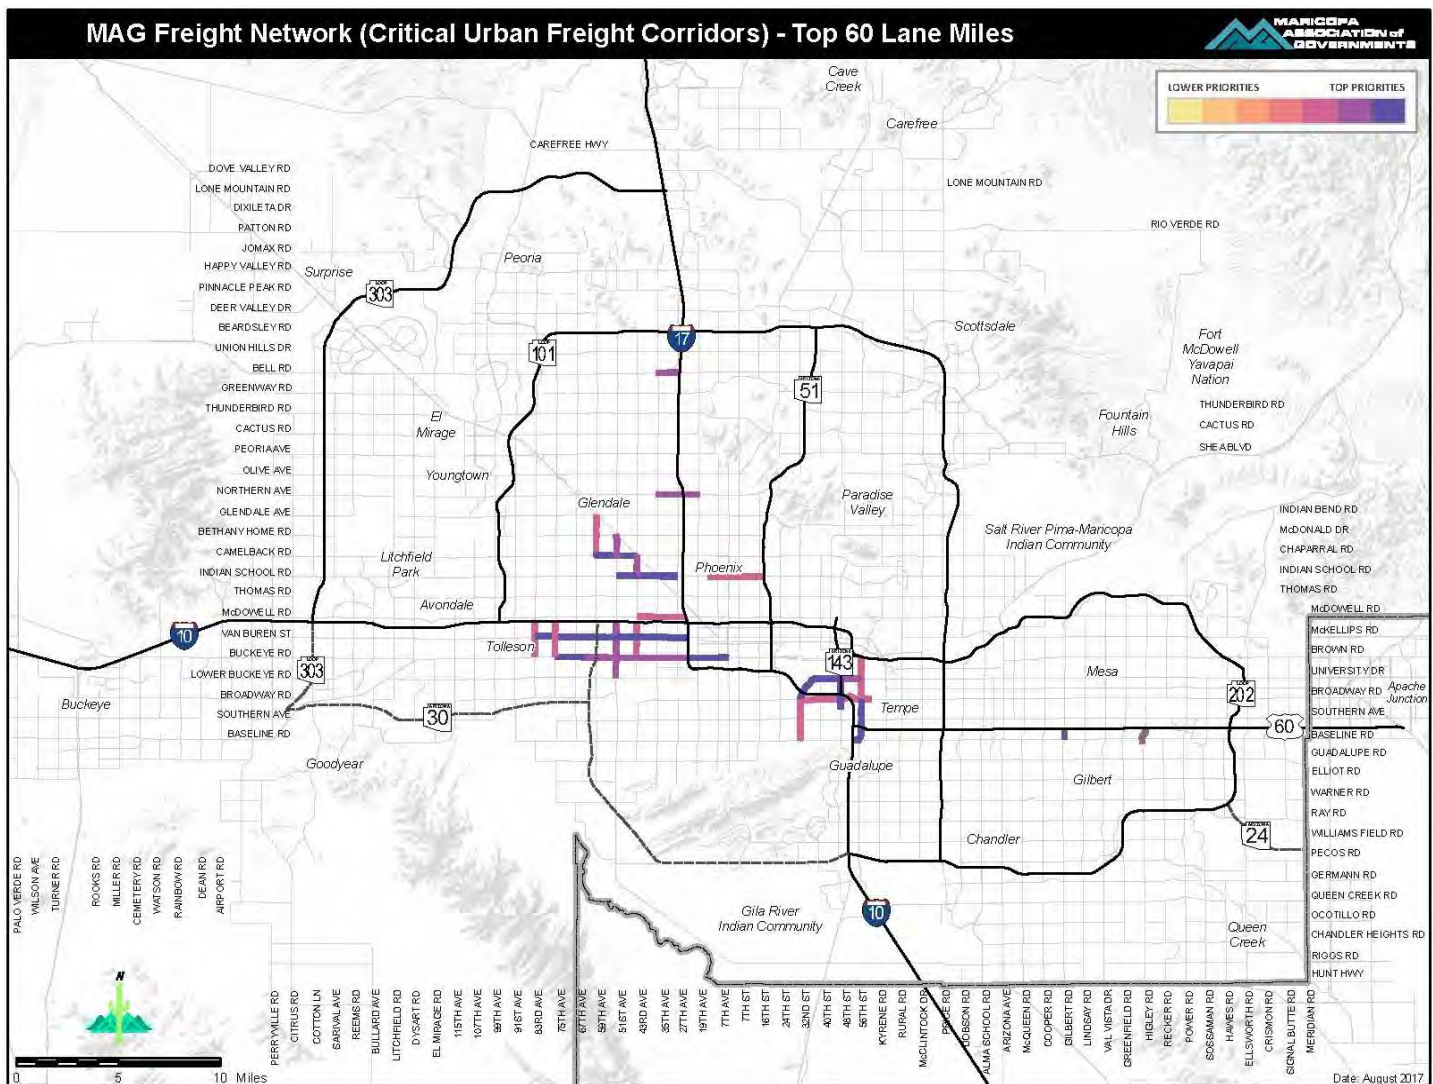 MAG Freight Network (Critical Urban Freight Corridors) - Top 60 Lane Miles
MARICOPA
ASSOCIATION of
GOVERNMENTS
LOWER PRIORITIES TOP PRIORITIES
Cave
Creek
Carefree
CAREFREE HWY
DOVE VALLEY RD
LONE MOUNTAIN RD
DIXILETA DR
PATTON RD
JOMAX RD
HAPPY VALLEY RD
PINNACLE PEAK RD
DEER VALLEY DR
BEARDSLEY RD
UNION HILLS DR
BELL RD
GREENWAY RD
THUNDERBIRD RD
CACTUS RD
PEORIA AVE
OLIVE AVE
NORTHERN AVE
GLENDALE AVE
BETHANY HOME RD
CAMELBACK RD
INDIAN SCHOOL RD
THOMAS RD
McDOWELL RD
VAN BUREN ST
BUCKEYE RD
LOWER BUCKEYE RD
BROADWAY RD
SOUTHERN AVE
BASELINE RD
LONE MOUNTAIN RD
RIO VERDE RD
Surprise
Peoria
LOOP
303
LOOP
101
17
ARIZONA
51
Scottsdale
Fort
McDowell
Yavapai
Nation
THUNDERBIRD RD
CACTUS RD
SHEA BLVD
Fountain
Hills
El
Mirage
Youngtown
Glendale
Paradise
Valley
Salt River Pima-Maricopa
Indian Community
Litchfield
Park
Phoenix
Avondale
Tolleson
10
LOOP
303
ARIZONA
30
Buckeye
Goodyear
ARIZONA
143
Tempe
Guadalupe
Mesa
LOOP
202
60
Apache
Junction
Gilbert
Chandler
ARIZONA
24
Gila River
Indian Community
10
Queen
Creek
INDIAN BEND RD
McDONALD DR
CHAPARRAL RD
INDIAN SCHOOL RD
THOMAS RD
McDOWELL RD
McKELLIPS RD
BROWN RD
UNIVERSITY DR
BROADWAY RD
SOUTHERN AVE
BASELINE RD
GUADALUPE RD
ELLIOT RD
WARNER RD
RAY RD
WILLIAMS FIELD RD
PECOS RD
GERMANN RD
QUEEN CREEK RD
OCOTILLO RD
CHANDLER HEIGHTS RD
RIGGS RD
HUNT HWY
PALO VERDE RD
WILSON AVE
TURNER RD
ROOKS RD
MILLER RD
CEMETERY RD
WATSON RD
RAINBOW RD
DEAN RD
AIRPORT RD
PERRYVILLE RD
CITRUS RD
COTTON LN
SARIVAL AVE
REEMS RD
BULLARD AVE
LITCHFIELD RD
DYSART RD
EL MIRAGE RD
115TH AVE
107TH AVE
99TH AVE
91ST AVE
83RD AVE
75TH AVE
67TH AVE
59TH AVE
51ST AVE
43RD AVE
35TH AVE
27TH AVE
19TH AVE
7TH AVE
7TH ST
16TH ST
24TH ST
32ND ST
40TH ST
48TH ST
56TH ST
KYRENE RD
RURAL RD
McCLINTOCK DR
PRICE RD
DOBSON RD
ALMA SCHOOL RD
ARIZONA AVE
McQUEEN RD
COOPER RD
GILBERT RD
LINDSAY RD
VAL VISTA DR
GREENFIELD RD
HIGLEY RD
RECKER RD
POWER RD
SOSSAMAN RD
HAWES RD
ELLSWORTH RD
CRISMON RD
SIGNAL BUTTE RD
MERIDIAN RD
N
0 5 10 Miles
Date: August 2017